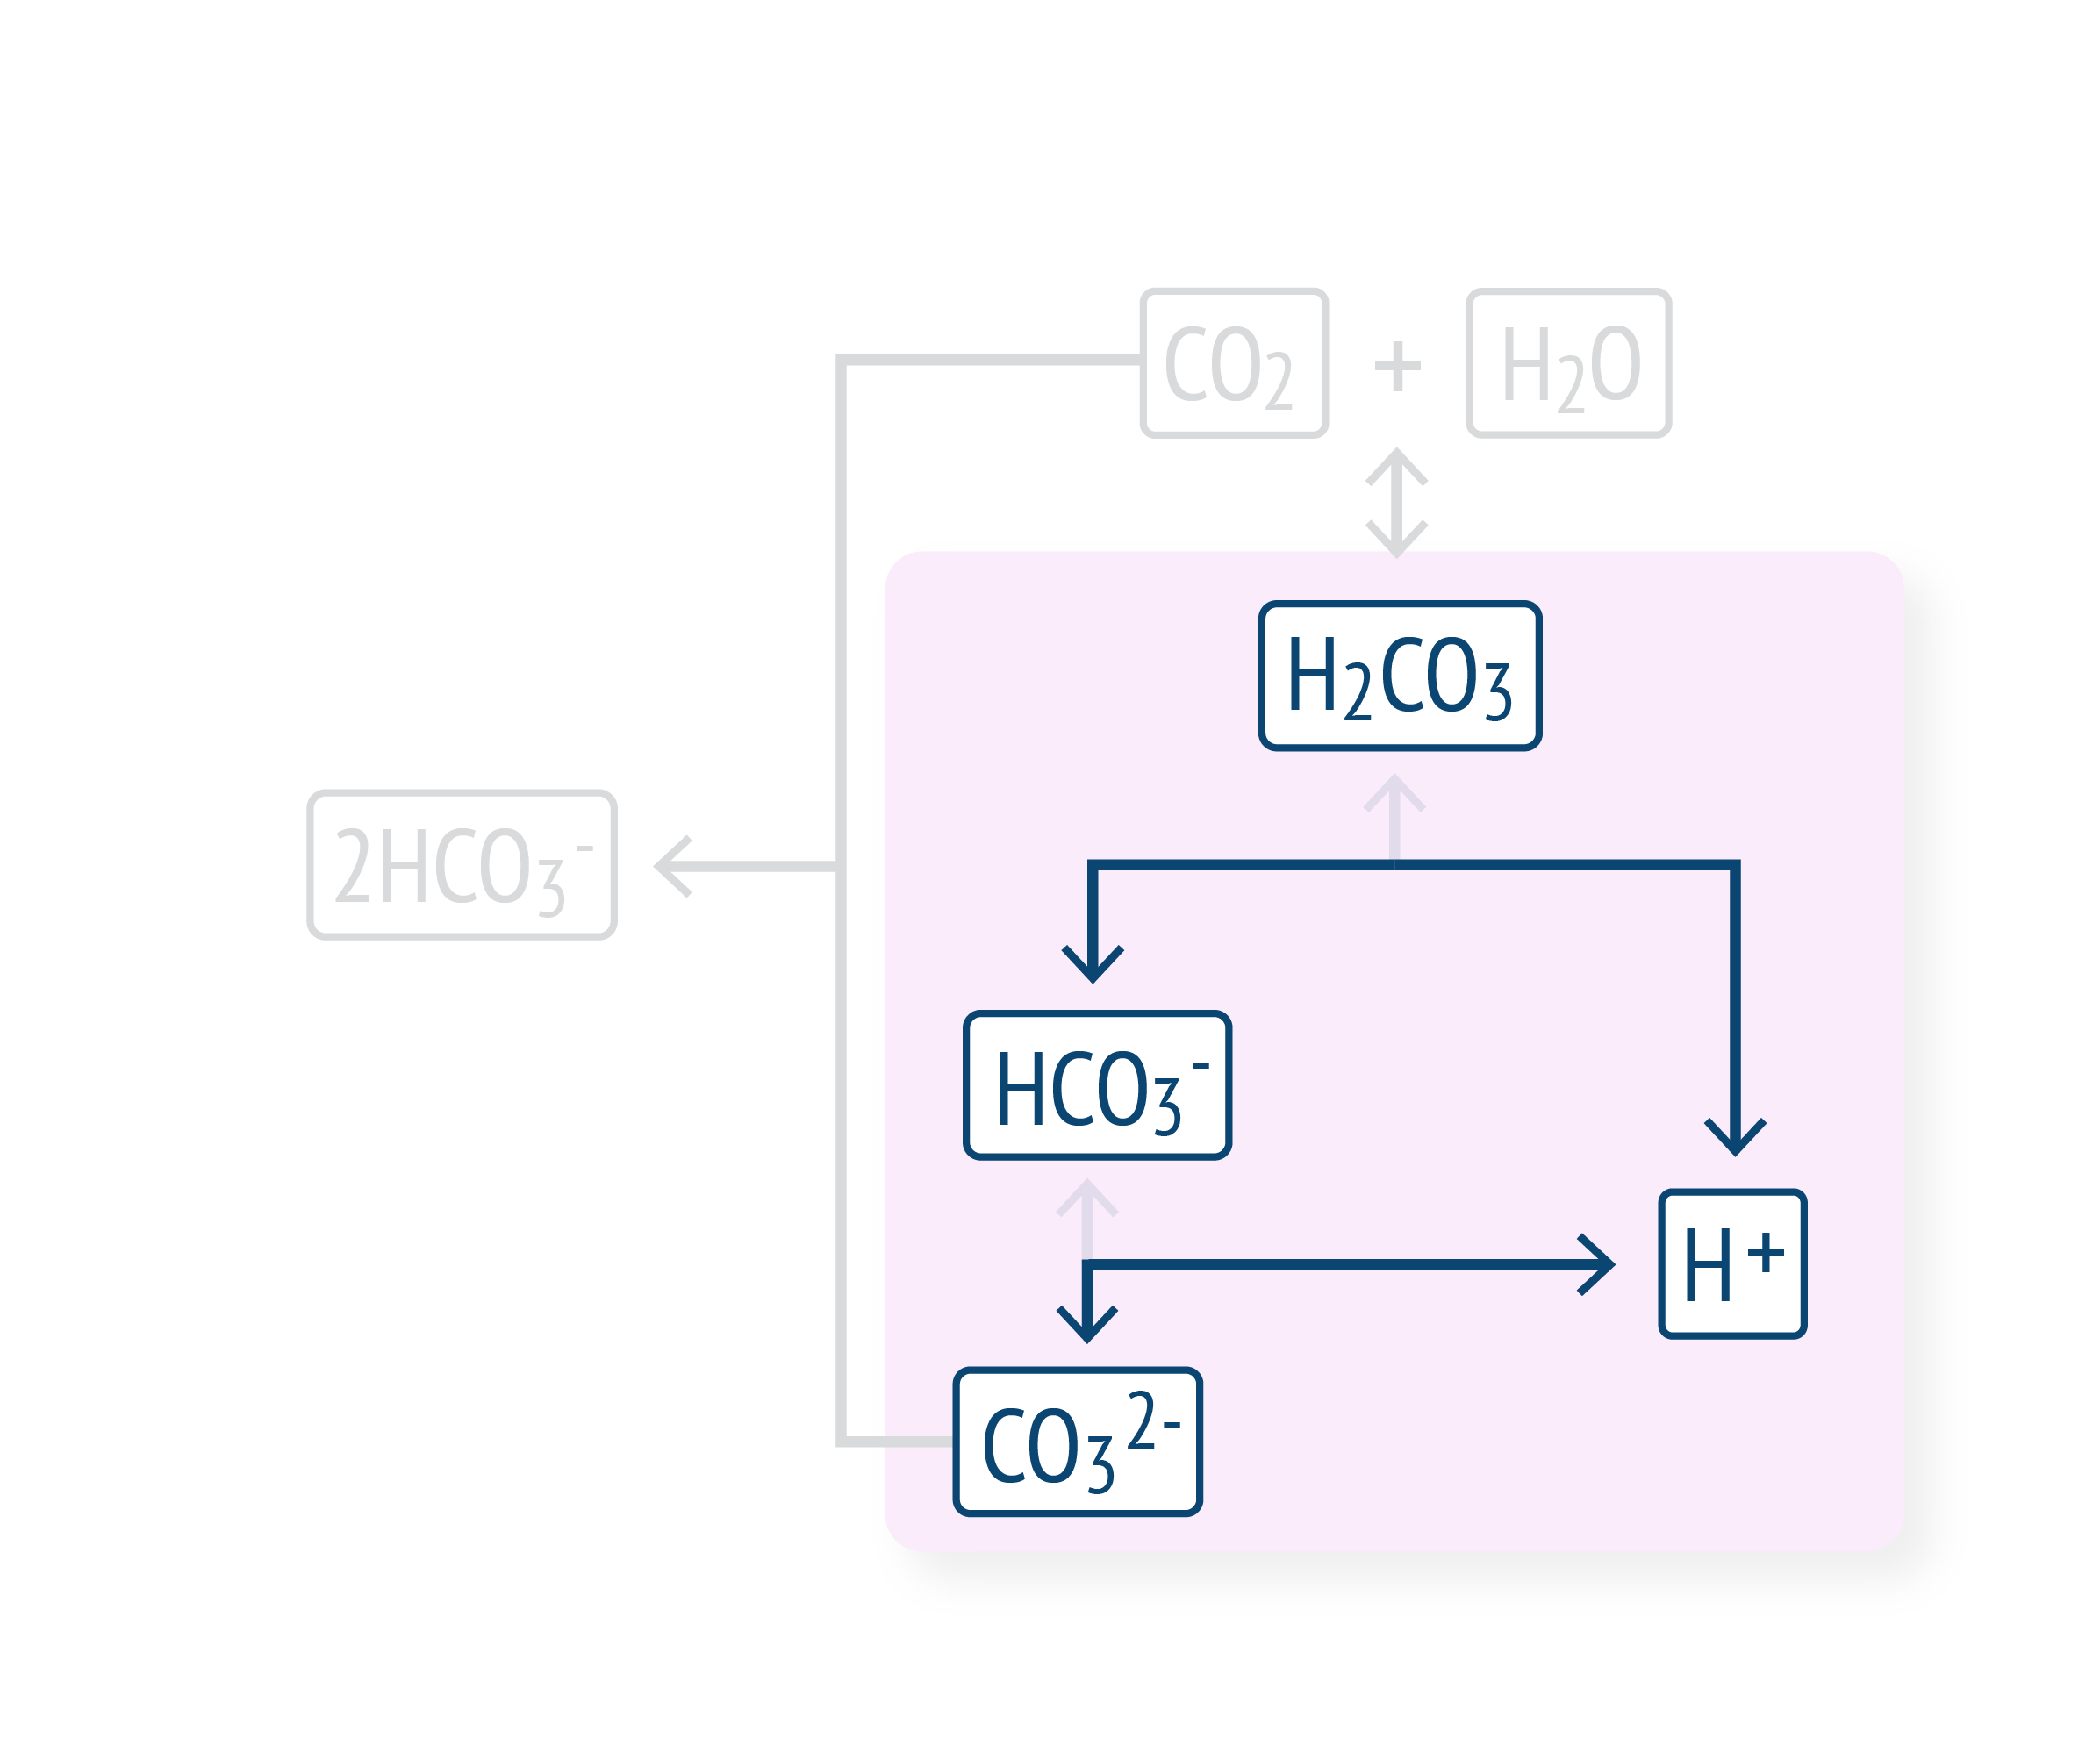 CO₂ + H₂O
H₂CO₃
2HCO₃⁻
HCO₃⁻
H⁺
CO₃²⁻